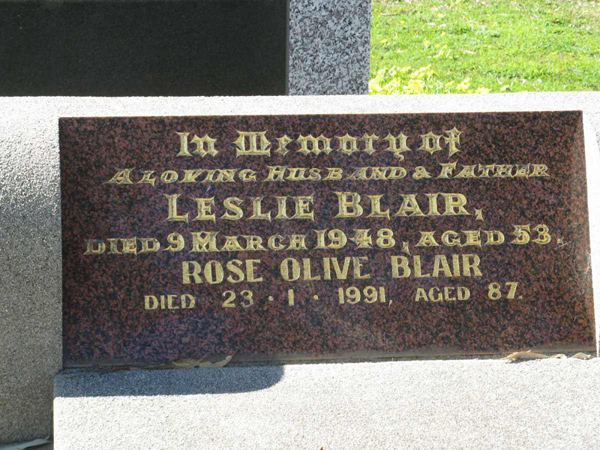 In Memory of
A LOVING HUSBAND & FATHER
LESLIE BLAIR,
DIED 9 MARCH 1948, AGED 53.
ROSE OLIVE BLAIR
DIED 23 · 1 · 1991, AGED 87.